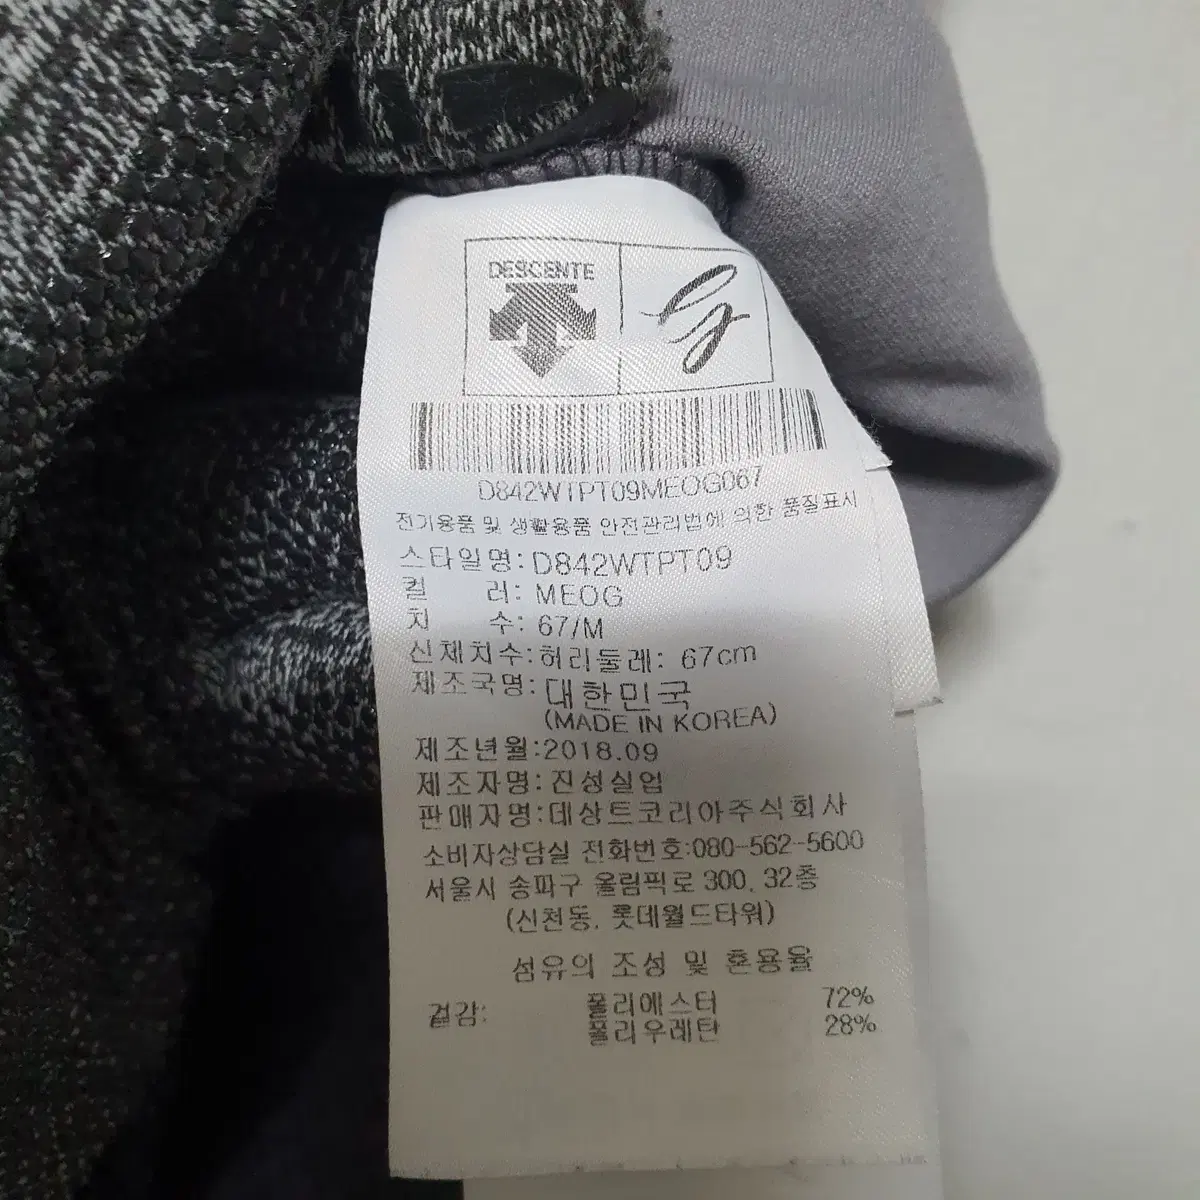 DESCENTE
g
D842WTPT09MEOG067
전기용품 및 생활용품 안전관리법에 의한 품질표시
스타일명:D842WTPT09
컬 러: MEOG
치 수: 67/M
신체치수:허리둘레: 67cm
제조국명:대한민국
(MADE IN KOREA)
제조년월:2018.09
제조자명:진성실업
판매자명:데상트코리아주식회사
소비자상담실 전화번호:080-562-5600
서울시 송파구 올림픽로 300, 32층
(신천동, 롯데월드타워)
섬유의 조성 및 혼용율
겉감: 폴리에스터 72%
폴리우레탄 28%